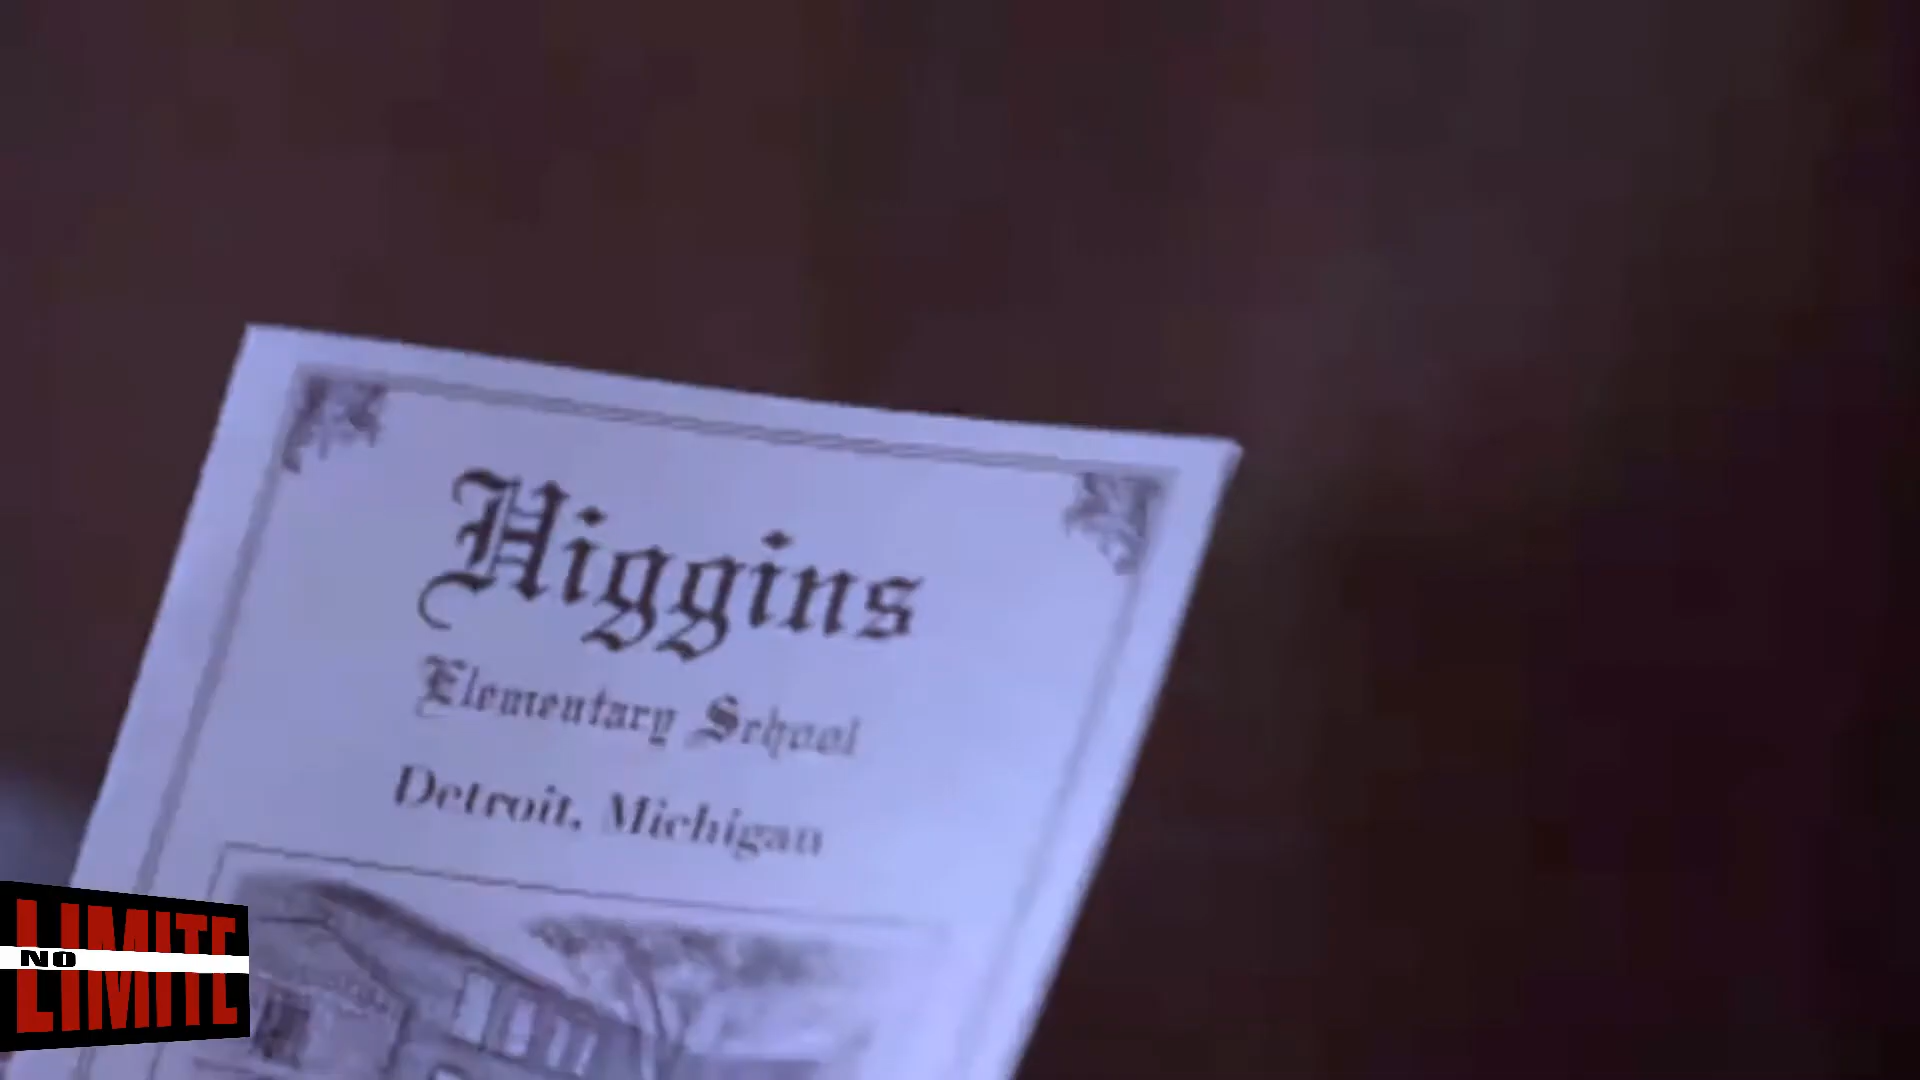 Higgins
Elementary School
Detroit, Michigan
NO
LIMITE